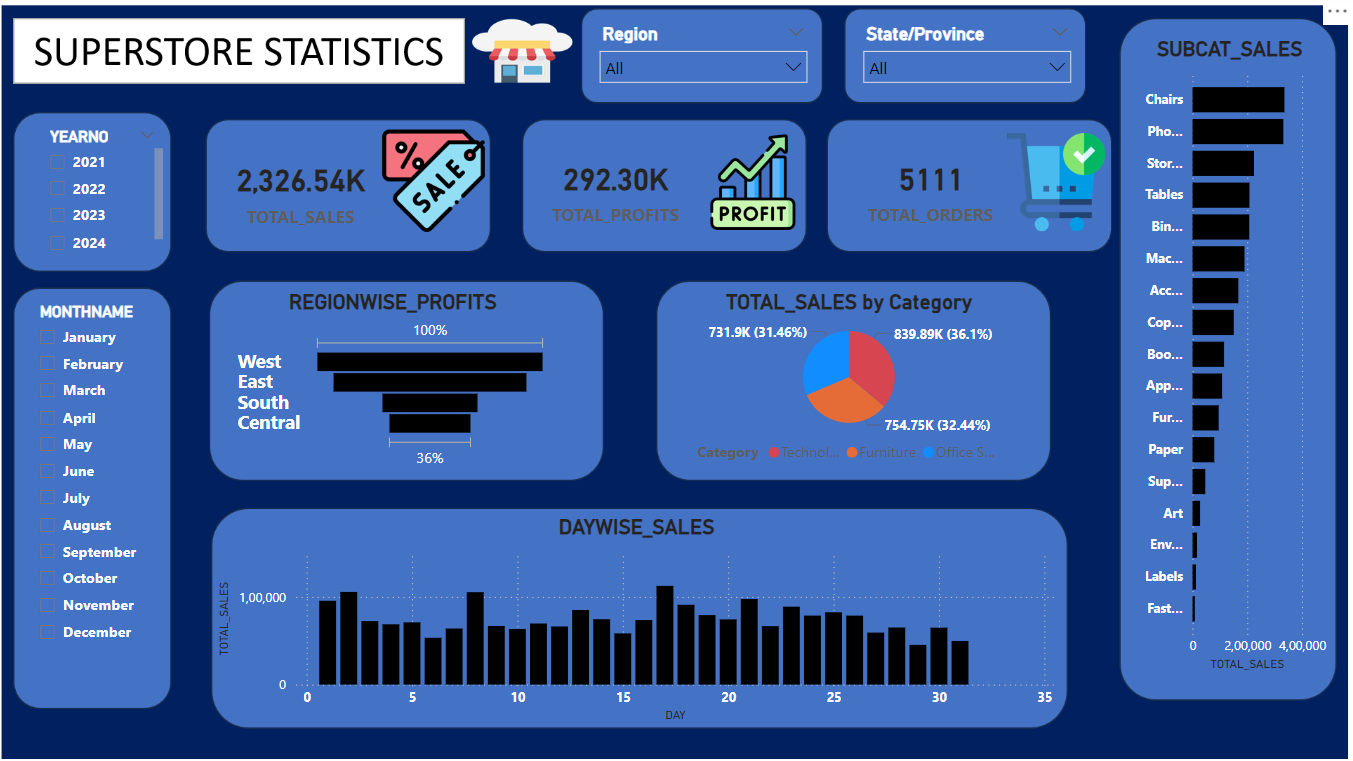 SUPERSTORE STATISTICS
Region
All
State/Province
All
YEARNO
2021
2022
2023
2024
2,326.54K
TOTAL_SALES
%
SALE
292.30K
TOTAL_PROFITS
PROFIT
5111
TOTAL_ORDERS
MONTHNAME
January
February
March
April
May
June
July
August
September
October
November
December
REGIONWISE_PROFITS
100%
West
East
South
Central
36%
TOTAL_SALES by Category
731.9K (31.46%)
839.89K (36.1%)
754.75K (32.44%)
Category Technol... Furniture Office S...
DAYWISE_SALES
TOTAL_SALES
1,00,000
0
0 5 10 15 20 25 30 35
DAY
SUBCAT_SALES
Chairs
Pho...
Stor...
Tables
Bin...
Mac...
Acc...
Cop...
Boo...
App...
Fur...
Paper
Sup...
Art
Env...
Labels
Fast...
0 2,00,000 4,00,000
TOTAL_SALES